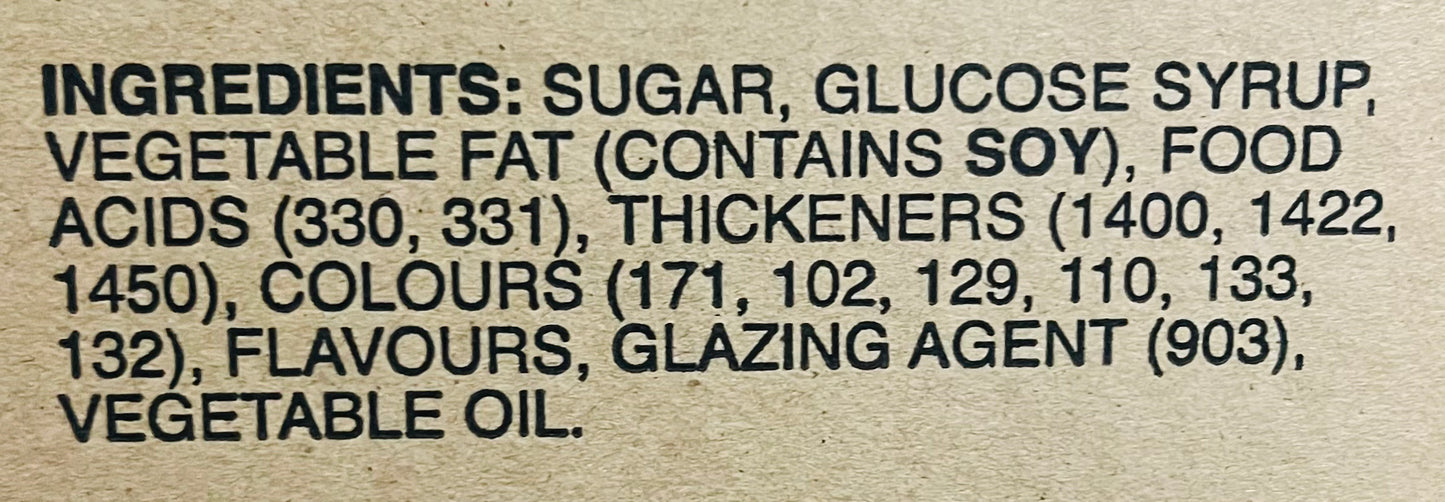 INGREDIENTS: SUGAR, GLUCOSE SYRUP,
VEGETABLE FAT (CONTAINS SOY), FOOD
ACIDS (330, 331), THICKENERS (1400, 1422,
1450), COLOURS (171, 102, 129, 110, 133,
132), FLAVOURS, GLAZING AGENT (903),
VEGETABLE OIL.